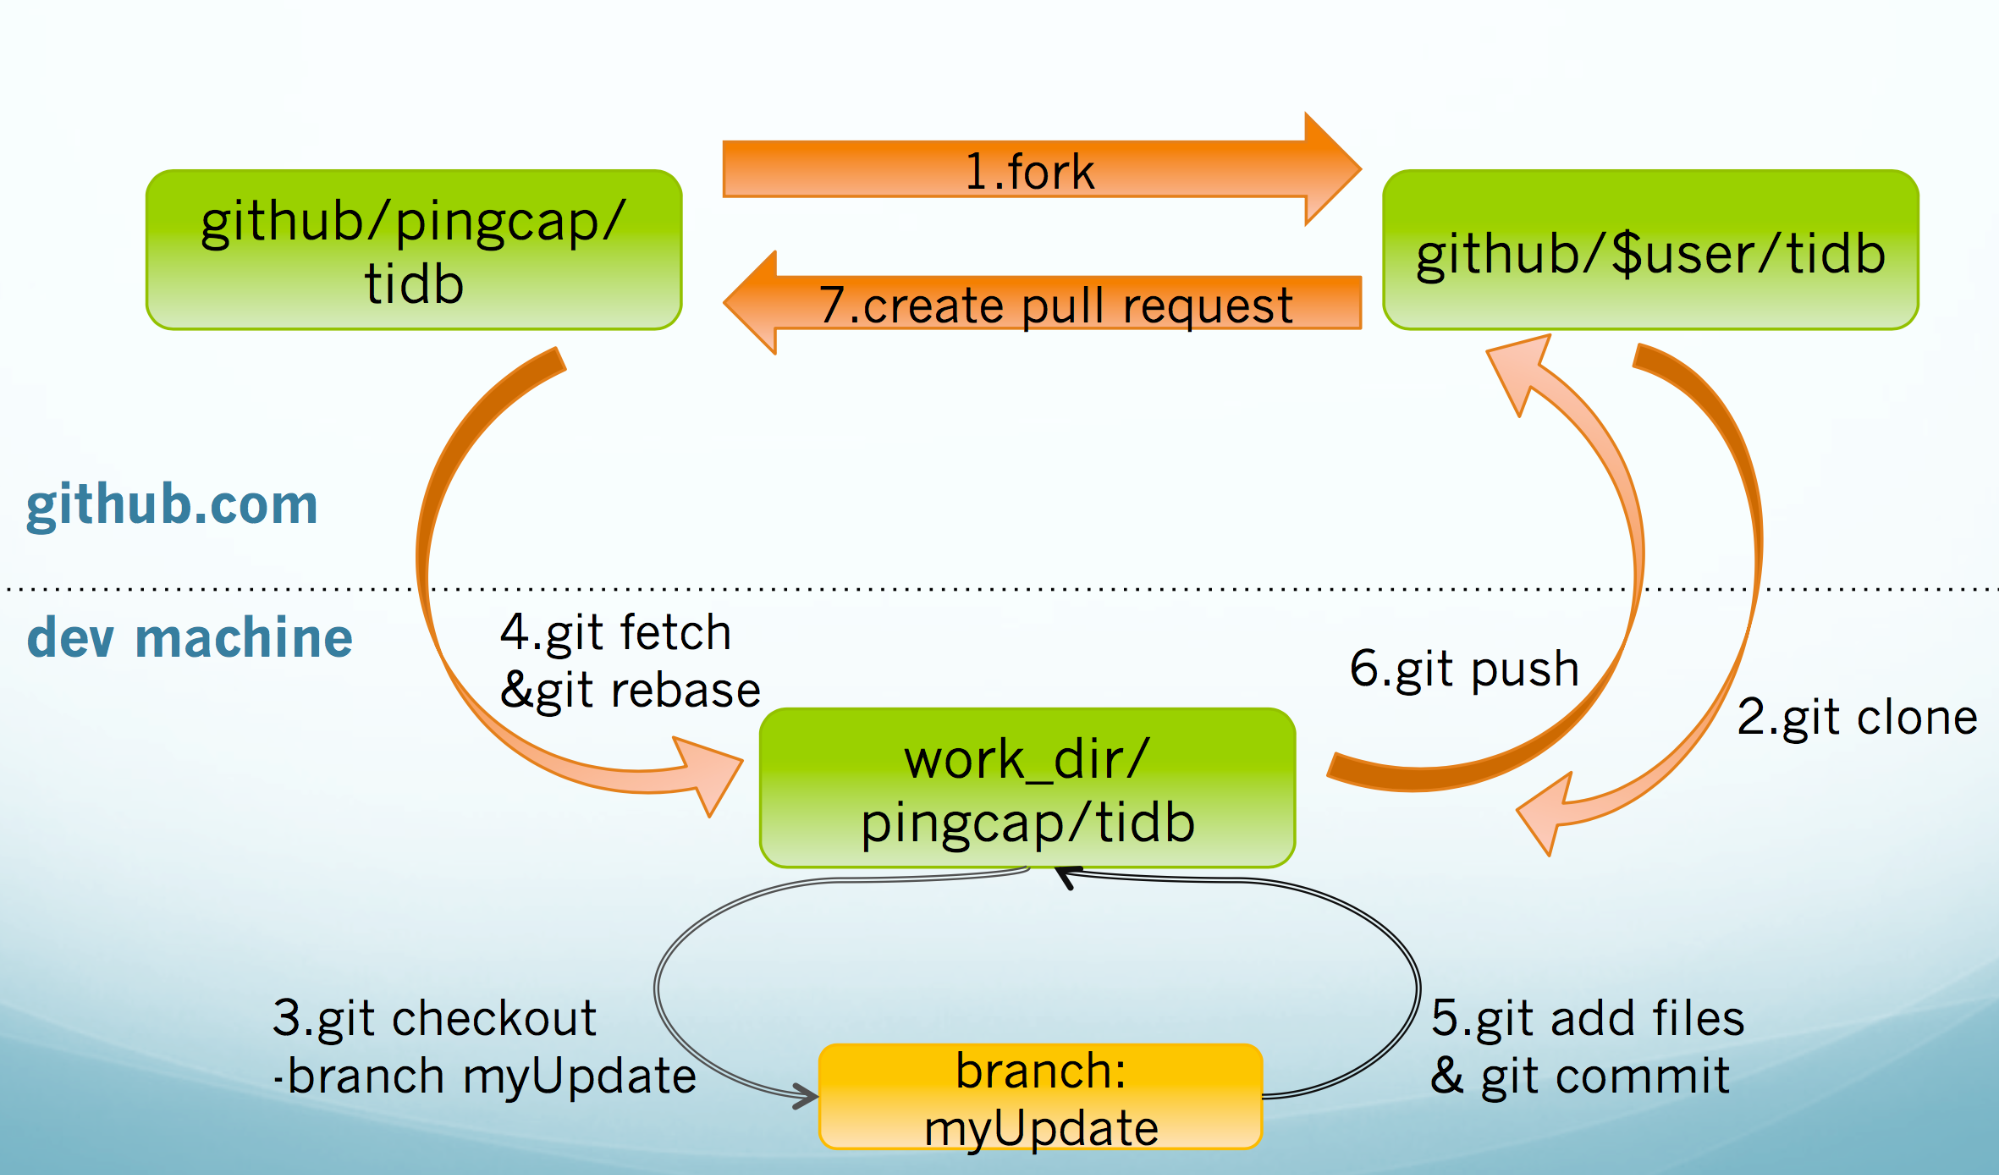 1.fork
github/pingcap/
tidb
github/$user/tidb
7.create pull request
github.com
dev machine
4.git fetch
&git rebase
6.git push
2.git clone
work_dir/
pingcap/tidb
3.git checkout
-branch myUpdate
5.git add files
& git commit
branch:
myUpdate